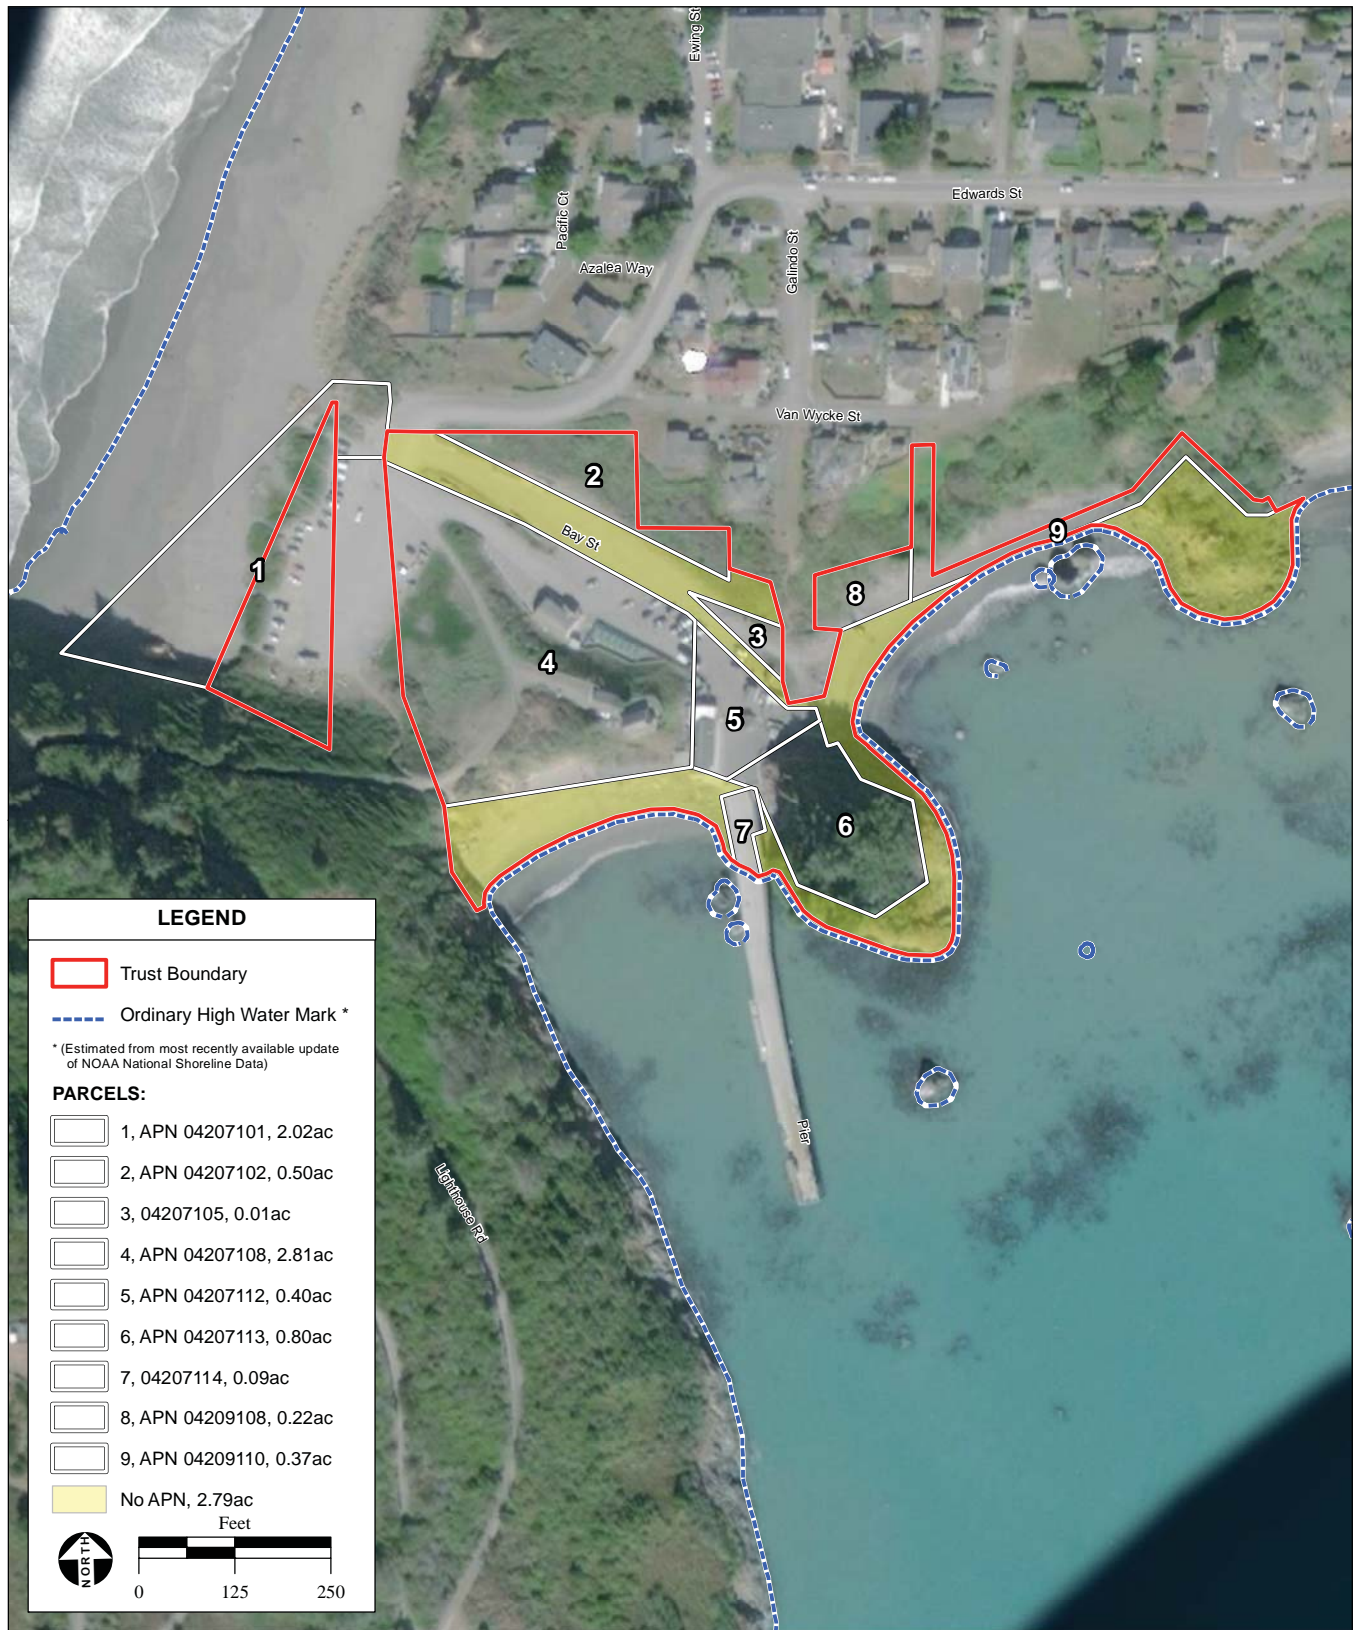 Ewing St
Edwards St
Pacific Ct
Galindo St
Azalea Way
Van Wycke St
2
9
Bay St
1
8
3
4
5
6
7
LEGEND
Trust Boundary
Ordinary High Water Mark *
* (Estimated from most recently available update
of NOAA National Shoreline Data)
PARCELS:
1, APN 04207101, 2.02ac
2, APN 04207102, 0.50ac
3, 04207105, 0.01ac
4, APN 04207108, 2.81ac
5, APN 04207112, 0.40ac
6, APN 04207113, 0.80ac
7, 04207114, 0.09ac
8, APN 04209108, 0.22ac
9, APN 04209110, 0.37ac
No APN, 2.79ac
Feet
NORTH
0 125 250
Pier
Lighthouse Rd